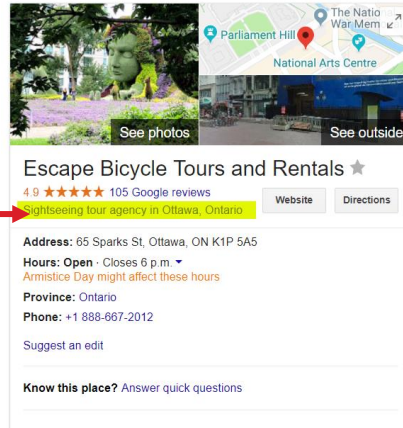 The Natio
War Mem
Parliament Hill
National Arts Centre
See photos
See outside
Escape Bicycle Tours and Rentals
4.9 ★★★★★ 105 Google reviews
Website
Directions
Sightseeing tour agency in Ottawa, Ontario
Address: 65 Sparks St, Ottawa, ON K1P 5A5
Hours: Open · Closes 6 p.m.
Armistice Day might affect these hours
Province: Ontario
Phone: +1 888-667-2012
Suggest an edit
Know this place? Answer quick questions